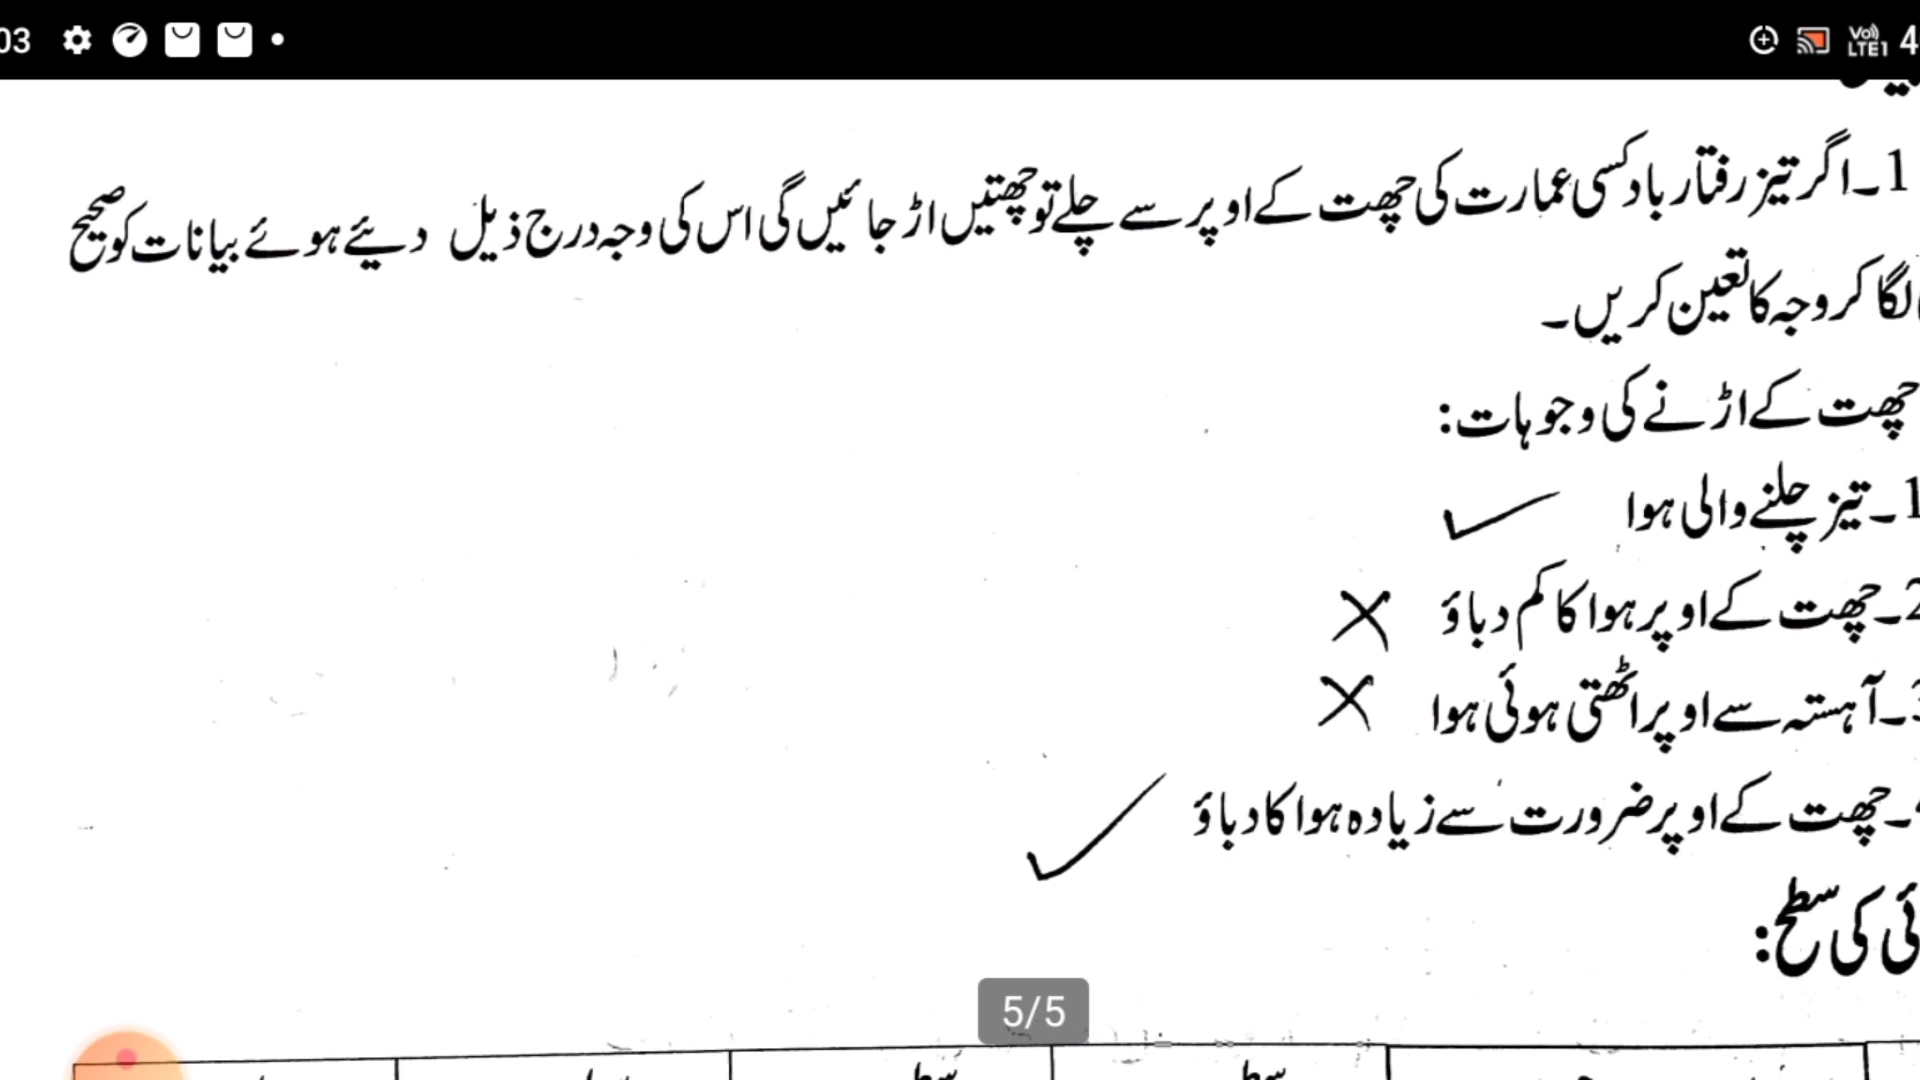 03 Vo) LTE1 4
1۔اگر تیز رفتار باد کسی عمارت کی چھت کے اوپر سے چلے تو چھتیں اڑ جائیں گی اس کی وجہ درج ذیل دیئے ہوئے بیانات کو صحیح
لگا کر وجہ کا تعین کریں۔
چھت کے اڑنے کی وجوہات:
1۔تیز چلنے والی ہوا
2۔چھت کے اوپر ہوا کا کم دباؤ
3۔آہستہ سے اوپر اٹھتی ہوئی ہوا
۔چھت کے اوپر ضرورت سے زیادہ ہوا کا دباؤ
کی سطح:
5/5